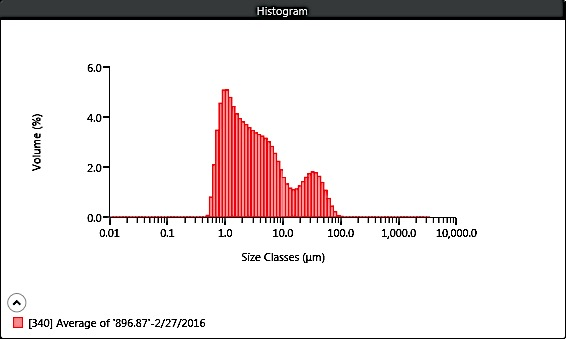 Histogram
6.0
4.0
Volume (%)
2.0
0.0
0.01 0.1 1.0 10.0 100.0 1,000.0 10,000.0
Size Classes (μm)
[340] Average of '896.87'-2/27/2016